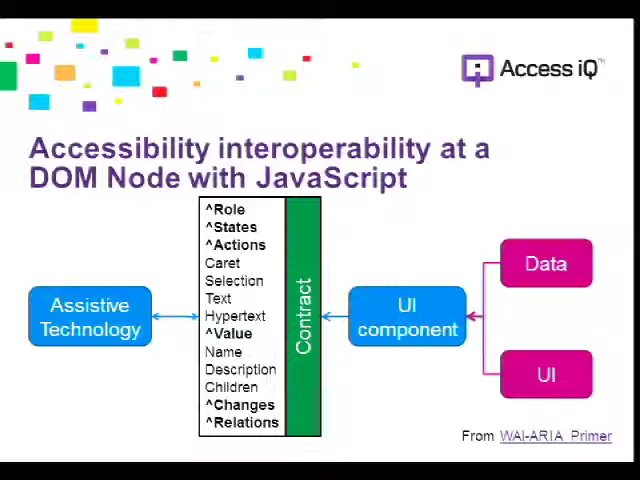 Access iQ™
Accessibility interoperability at a
DOM Node with JavaScript
^Role
^States
^Actions
Caret
Selection
Text
Hypertext
^Value
Name
Description
Children
^Changes
^Relations
Contract
Assistive
Technology
UI
component
Data
UI
From WAI-ARIA Primer